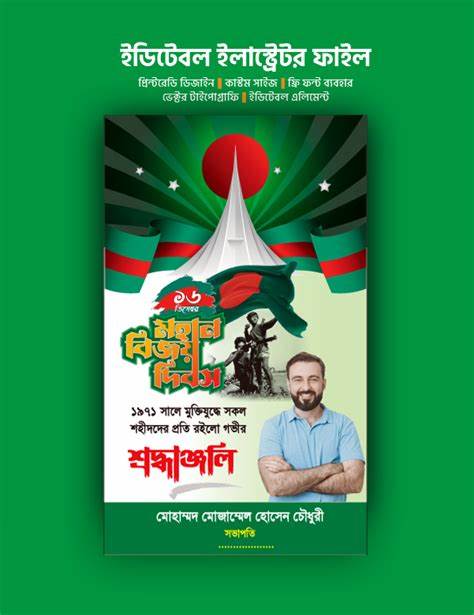 ইডিটেবল ইলাস্ট্রেটর ফাইল
প্রিন্টরেডি ডিজাইন || কাস্টম সাইজ || ফ্রি ফন্ট ব্যবহার
ভেক্টর টাইপোগ্রাফি || ইডিটেবল এলিমেন্ট
১৬
ডিসেম্বর
মহান
বিজয়
দিবস
১৯৭১ সালে মুক্তিযুদ্ধে সকল
শহীদদের প্রতি রইলো গভীর
শ্রদ্ধাঞ্জলি
মোহাম্মদ মোজাম্মেল হোসেন চৌধুরী
সভাপতি
.....................